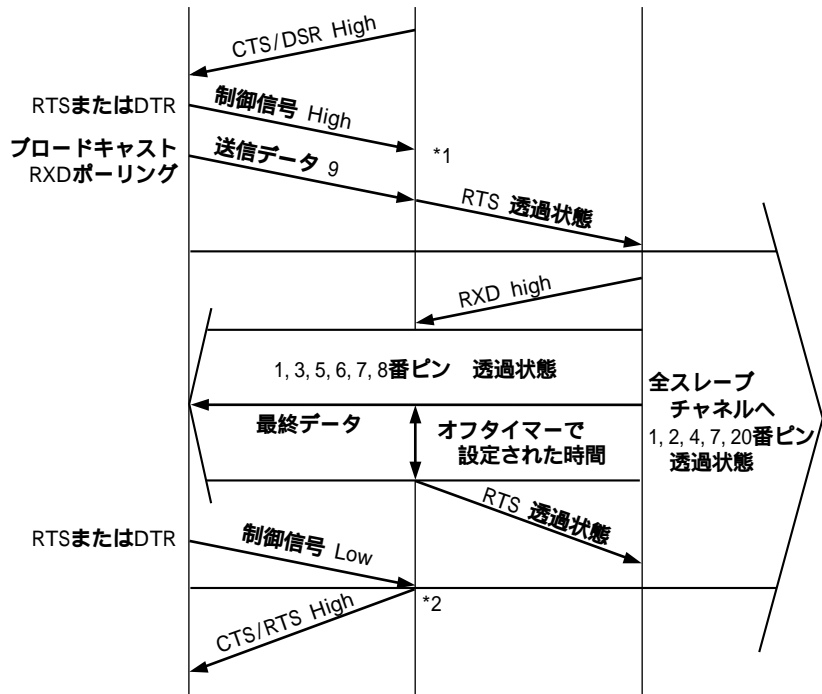 CTS/DSR High
RTSまたはDTR
制御信号 High
*1
ブロードキャスト
RXDポーリング
送信データ 9
RTS 透過状態
RXD high
1, 3, 5, 6, 7, 8番ピン 透過状態
全スレーブ
チャネルへ
1, 2, 4, 7, 20番ピン
透過状態
最終データ
オフタイマーで
設定された時間
RTS 透過状態
RTSまたはDTR
制御信号 Low
*2
CTS/RTS High